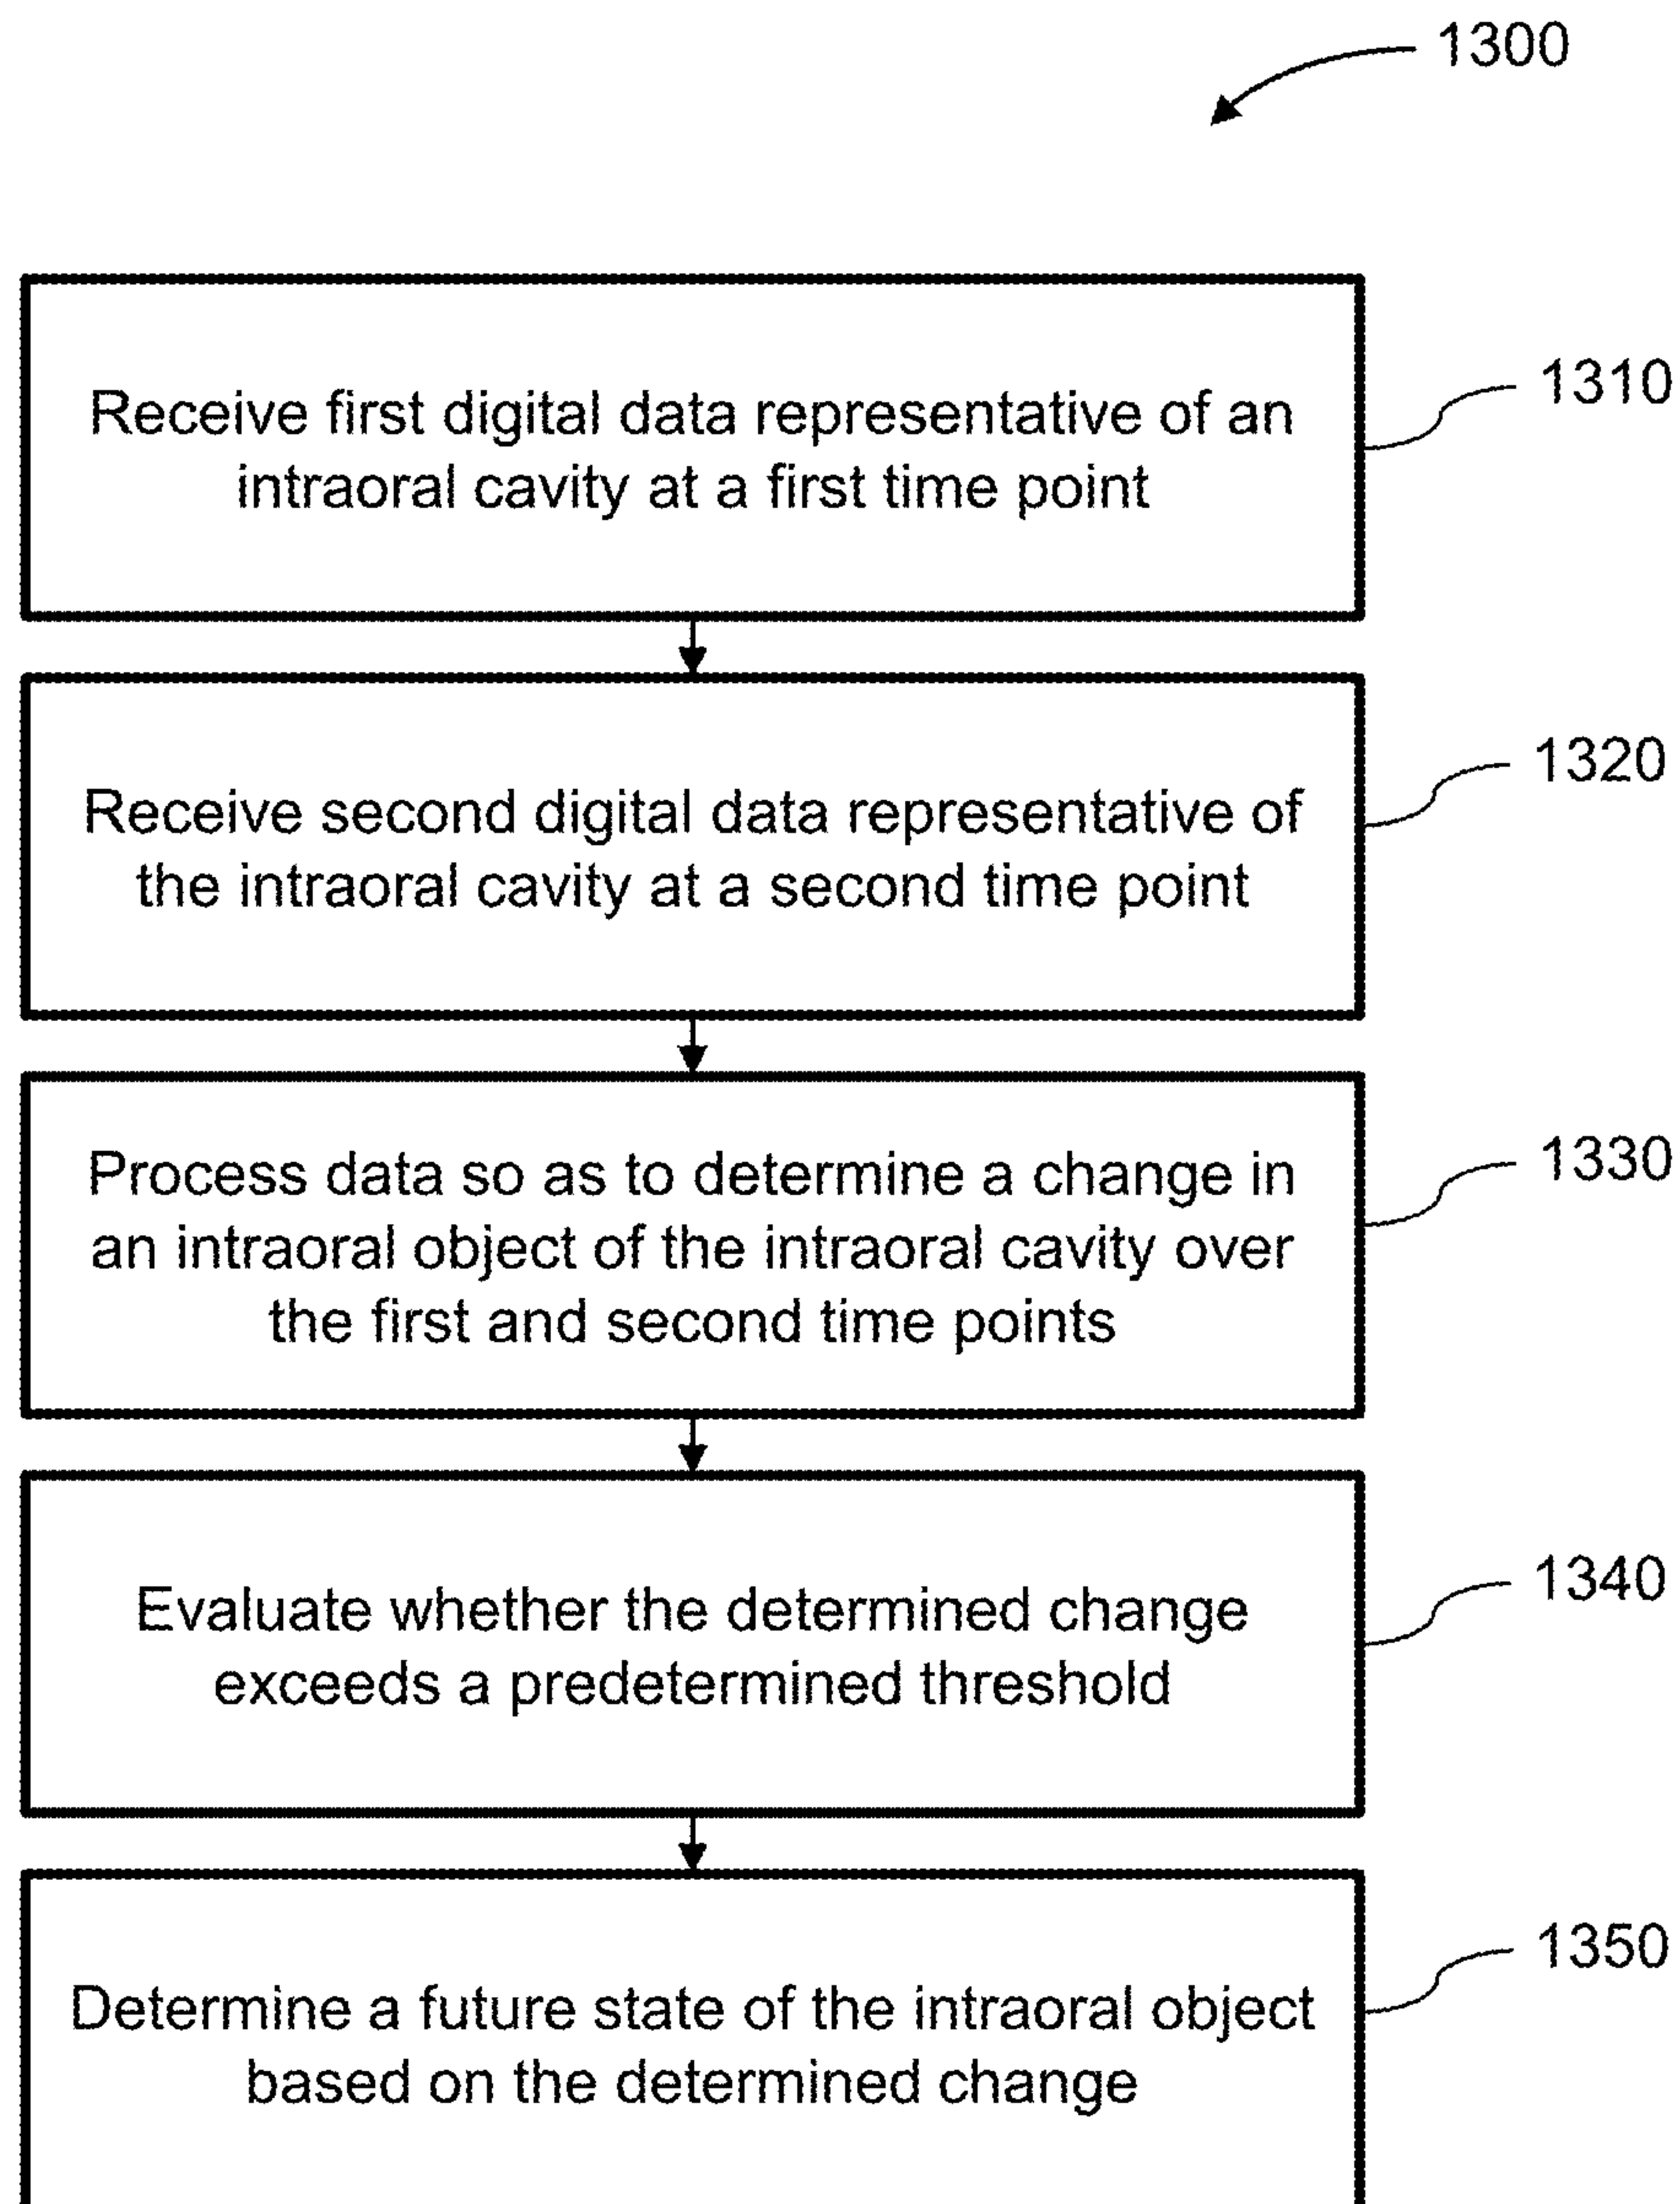 1300
Receive first digital data representative of an
intraoral cavity at a first time point
1310
Receive second digital data representative of
the intraoral cavity at a second time point
1320
Process data so as to determine a change in
an intraoral object of the intraoral cavity over
the first and second time points
1330
Evaluate whether the determined change
exceeds a predetermined threshold
1340
Determine a future state of the intraoral object
based on the determined change
1350